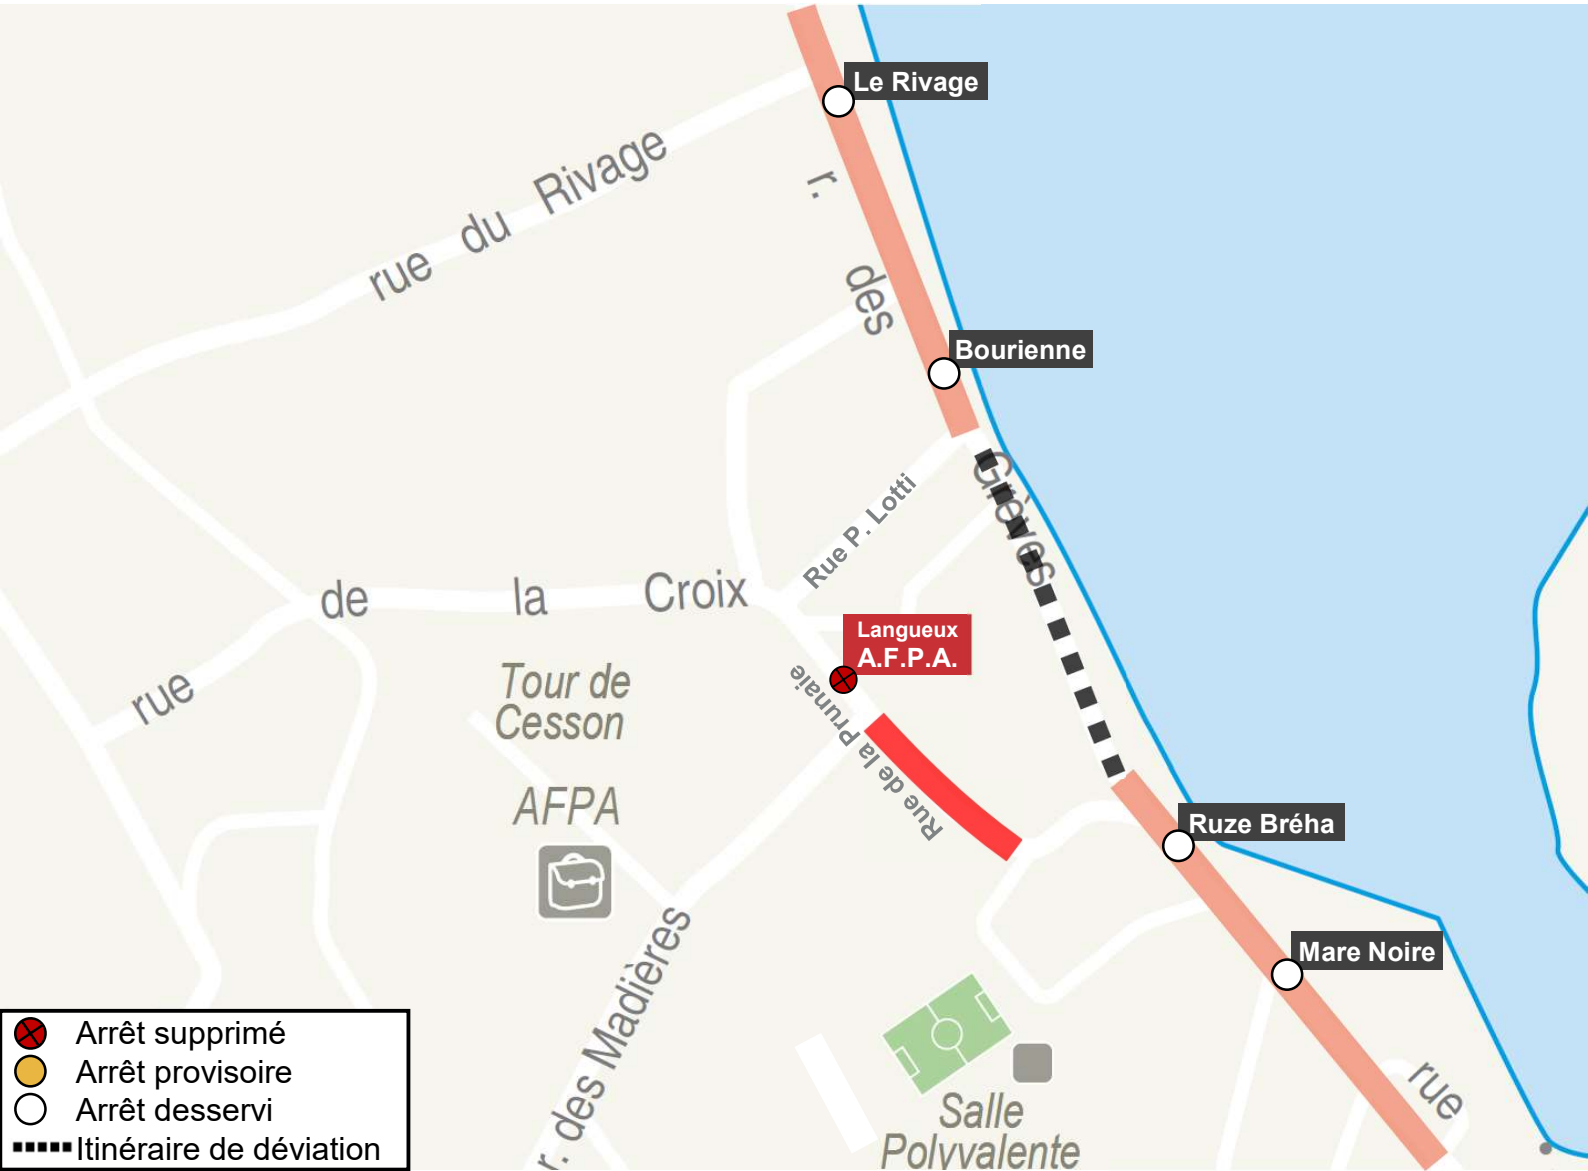 Le Rivage
rue du Rivage
r. des Grèves
Bourienne
Rue P. Lotti
rue de la Croix
Langueux
A.F.P.A.
Tour de
Cesson
Rue de la Prunaie
AFPA
Ruze Bréha
r. des Madières
Mare Noire
rue
Salle
Polyvalente
Arrêt supprimé
Arrêt provisoire
Arrêt desservi
Itinéraire de déviation